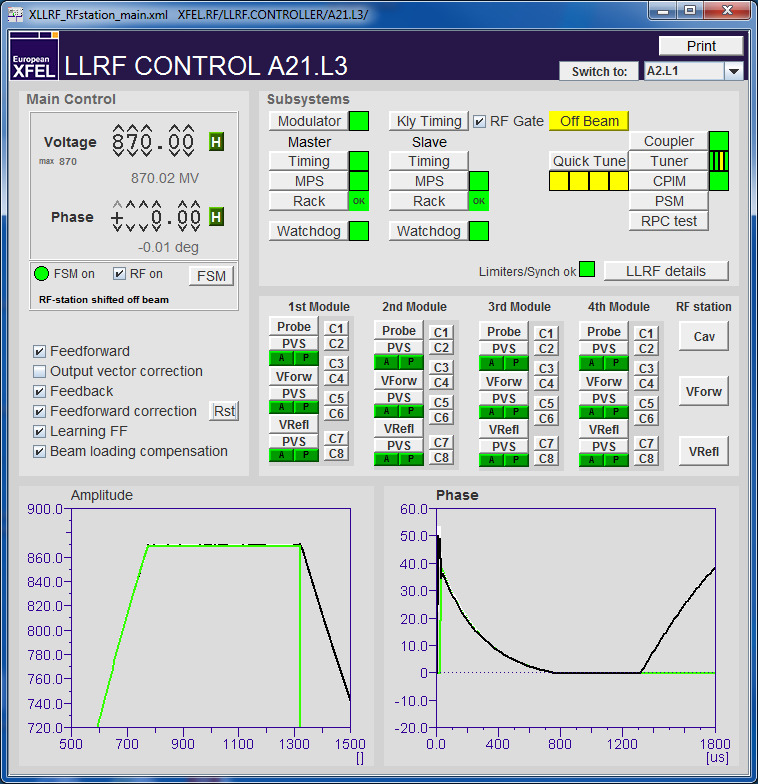 XLLRF_RFstation_main.xml XFEL.RF/LLRF.CONTROLLER/A21.L3/
European
XFEL
LLRF CONTROL A21.L3
Print
Switch to:
A2.L1
Main Control
Voltage
870.00
H
max 870
870.02 MV
Phase
+ 0.00
H
-0.01 deg
FSM on
RF on
FSM
RF-station shifted off beam
Feedforward
Output vector correction
Feedback
Feedforward correction
Rst
Learning FF
Beam loading compensation
Subsystems
Modulator
Kly Timing
RF Gate
Off Beam
Master
Slave
Coupler
Timing
Timing
Quick Tune
Tuner
MPS
MPS
CPIM
Rack
OK
Rack
OK
PSM
RPC test
Watchdog
Watchdog
Limiters/Synch ok
LLRF details
1st Module
2nd Module
3rd Module
4th Module
RF station
Probe
PVS
A P
VForw
PVS
A P
VRefl
PVS
A P
C1
C2
C3
C4
C5
C6
C7
C8
Probe
PVS
A P
VForw
PVS
A P
VRefl
PVS
A P
C1
C2
C3
C4
C5
C6
C7
C8
Probe
PVS
A P
VForw
PVS
A P
VRefl
PVS
A P
C1
C2
C3
C4
C5
C6
C7
C8
Probe
PVS
A P
VForw
PVS
A P
VRefl
PVS
A P
C1
C2
C3
C4
C5
C6
C7
C8
Cav
VForw
VRefl
Amplitude
900.0
860.0
840.0
820.0
800.0
780.0
760.0
740.0
720.0
500 700 900 1100 1300 1500
[]
Phase
60.0
50.0
40.0
30.0
20.0
10.0
0
-10.0
-20.0
0.0 400 800 1200 1800
[us]